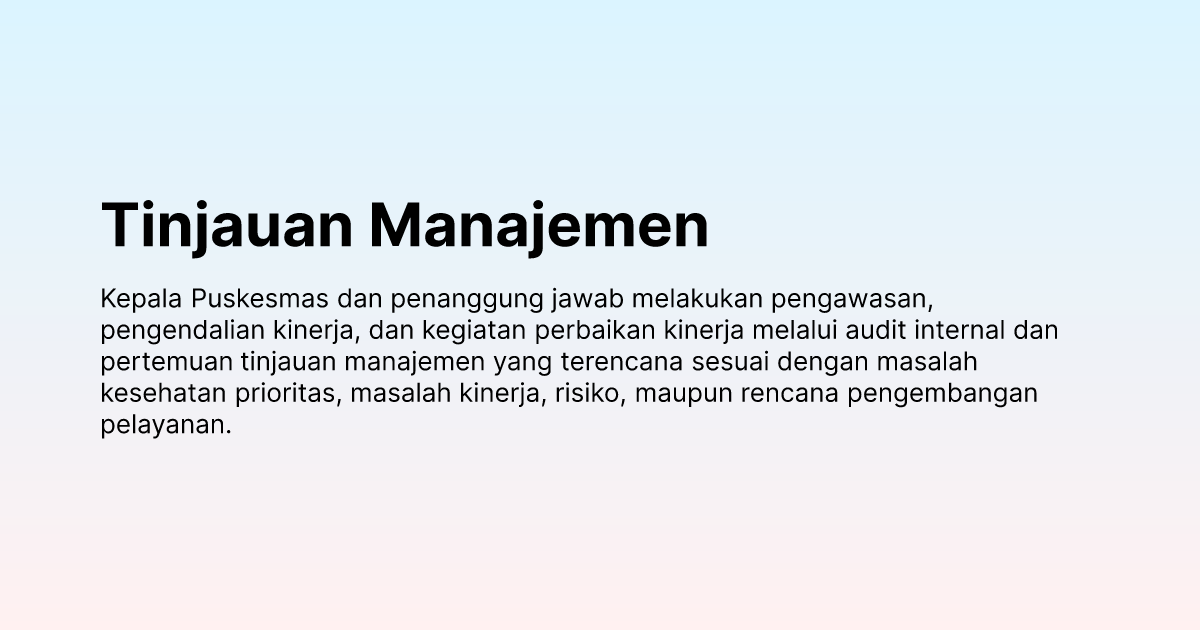 Tinjauan Manajemen
Kepala Puskesmas dan penanggung jawab melakukan pengawasan,
pengendalian kinerja, dan kegiatan perbaikan kinerja melalui audit internal dan
pertemuan tinjauan manajemen yang terencana sesuai dengan masalah
kesehatan prioritas, masalah kinerja, risiko, maupun rencana pengembangan
pelayanan.